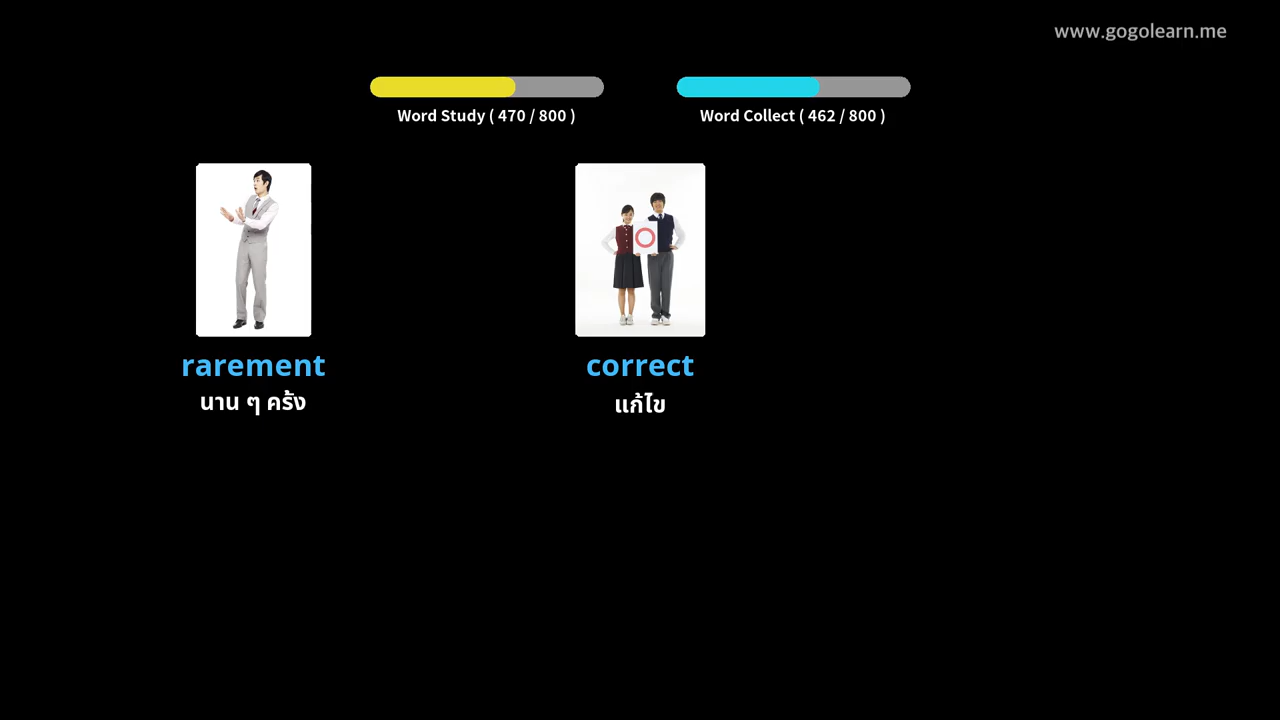 www.gogolearn.me
Word Study ( 470 / 800 )
Word Collect ( 462 / 800 )
rarement
นาน ๆ ครั้ง
correct
แก้ไข